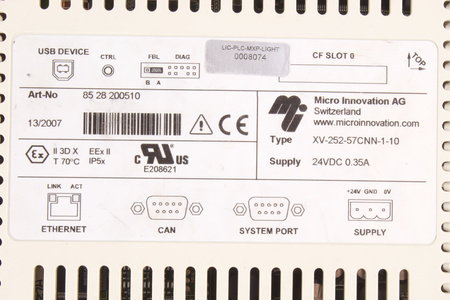 LIC-PLC-MXP-LIGHT
0008074
USB DEVICE CTRL FBL DIAG CF SLOT 0 TOP
B A
Art-No 85 28 200510
13/2007
Micro Innovation AG
Switzerland
www.microinnovation.com
Type XV-252-57CNN-1-10
Supply 24VDC 0.35A
Ex II 3D X EEx II
T 70°C IP5x
c RU US
E208621
LINK ACT
+24V GND 0V
ETHERNET CAN SYSTEM PORT SUPPLY